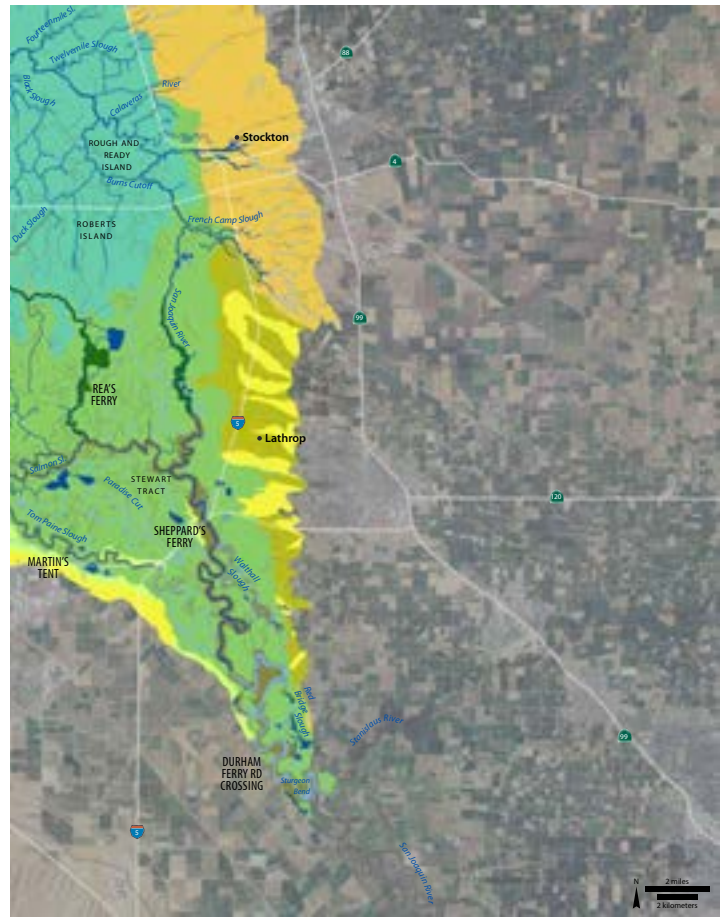 Fourteenmile Sl.
Twelvemile Slough
88
Black Slough
River
Calaveras
Stockton
ROUGH AND
READY
ISLAND
4
Burns Cutoff
Duck Slough
ROBERTS
ISLAND
French Camp Slough
San Joaquin River
99
REA'S
FERRY
5
Lathrop
Salmon Sl.
STEWART
TRACT
Paradise Cut
120
Tom Paine Slough
SHEPPARD'S
FERRY
MARTIN'S
TENT
Walthall
Slough
Red
Bridge
Slough
Stanislaus River
99
DURHAM
FERRY RD
CROSSING
Sturgeon
Bend
5
San Joaquin River
N
2 miles
2 kilometers